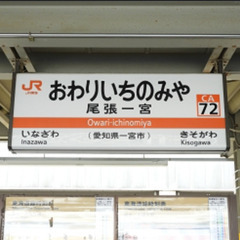 JR
おわりいちのみや
CA
72
尾張一宮
Owari-ichinomiya
いなざわ
(愛知県一宮市)
きそがわ
Inazawa
Kisogawa